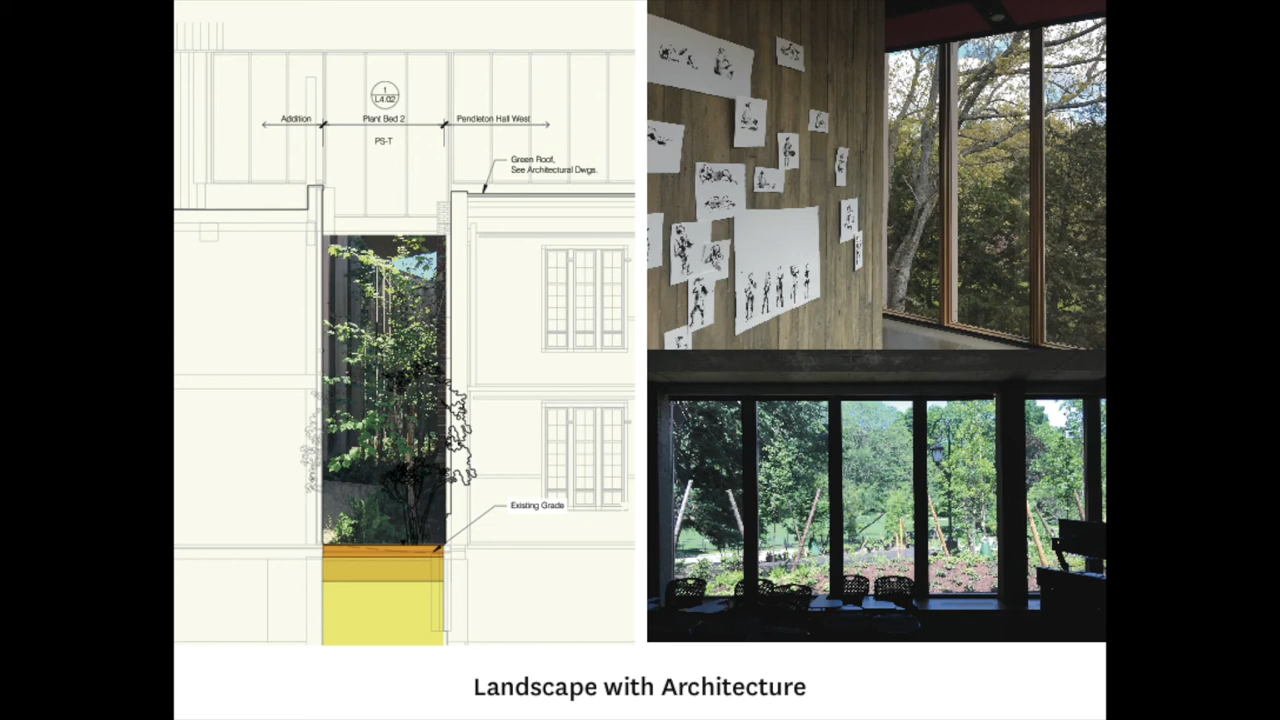 1
L4.02
Addition
Plant Bed 2
Pendleton Hall West
PS-T
Green Roof,
See Architectural Dwgs.
Existing Grade
Landscape with Architecture